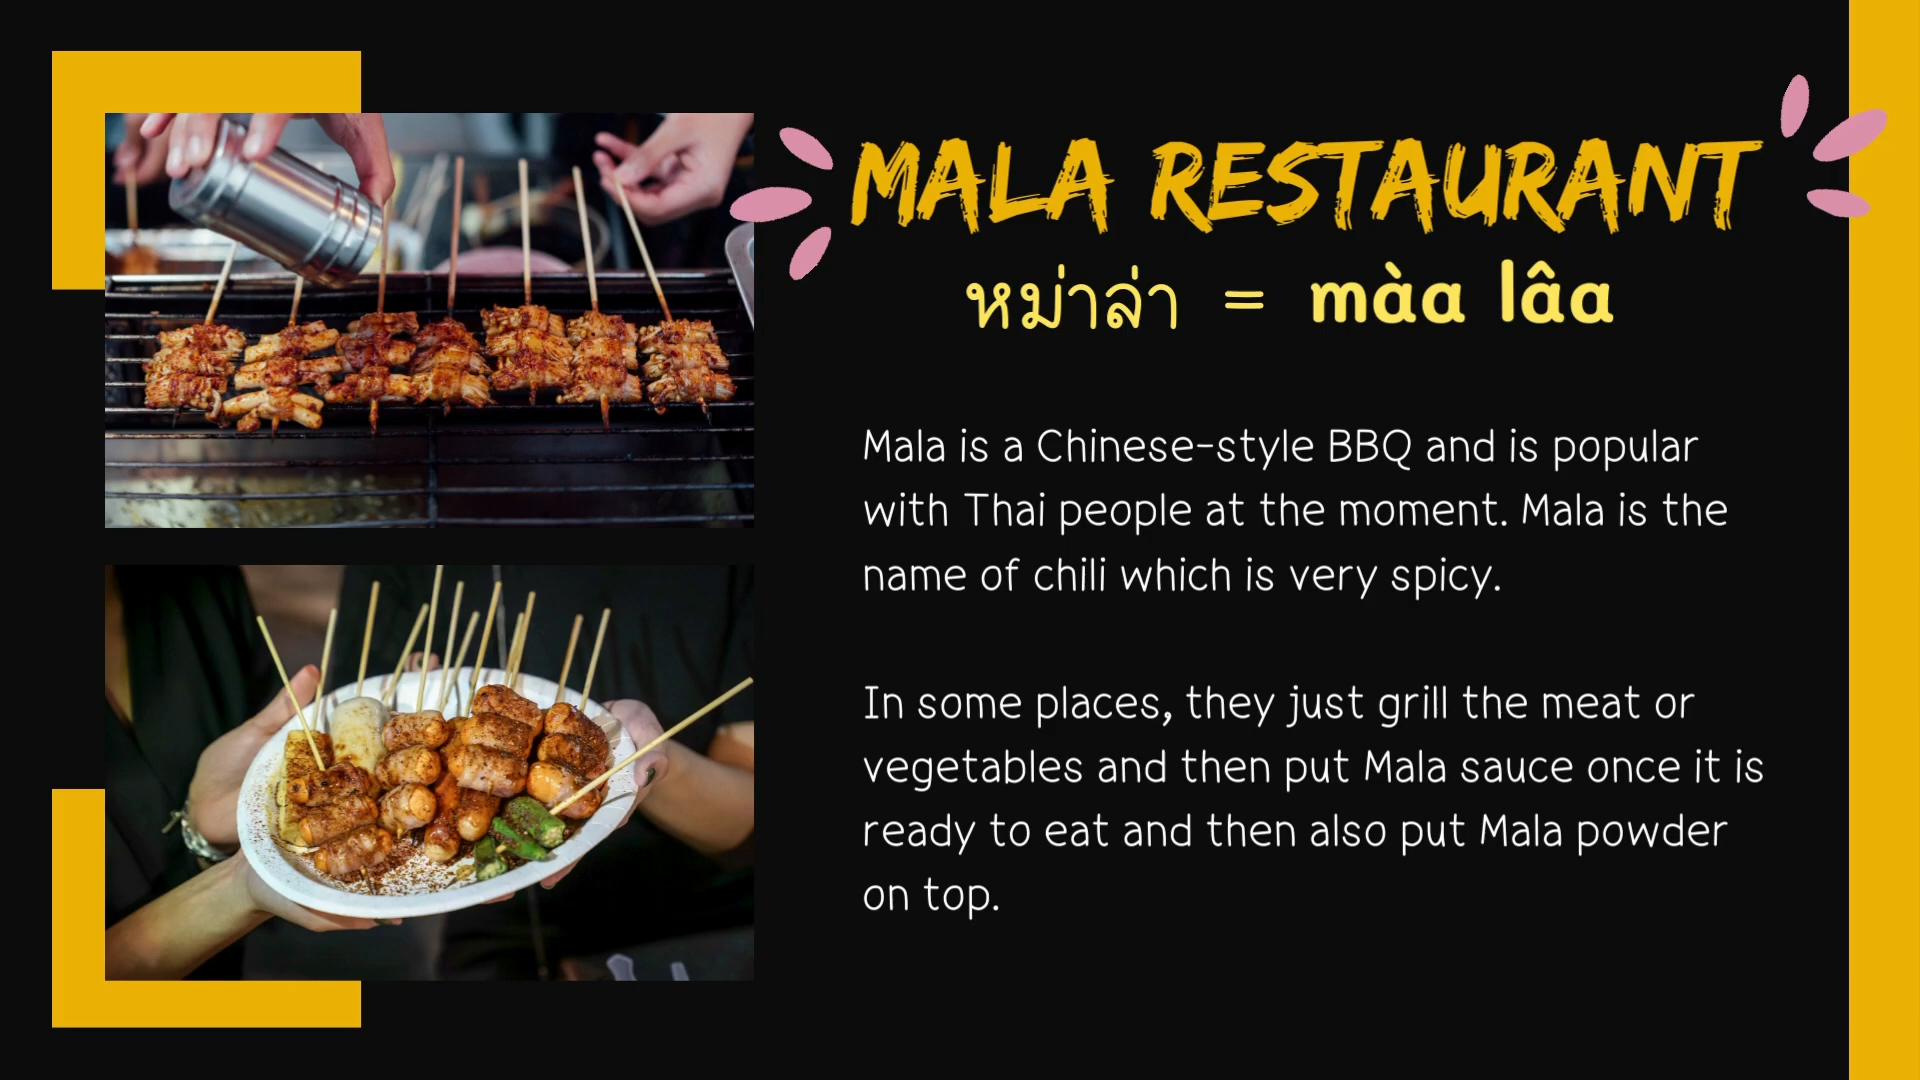 MALA RESTAURANT
หม่าล่า = màa lâa
Mala is a Chinese-style BBQ and is popular
with Thai people at the moment. Mala is the
name of chili which is very spicy.
In some places, they just grill the meat or
vegetables and then put Mala sauce once it is
ready to eat and then also put Mala powder
on top.